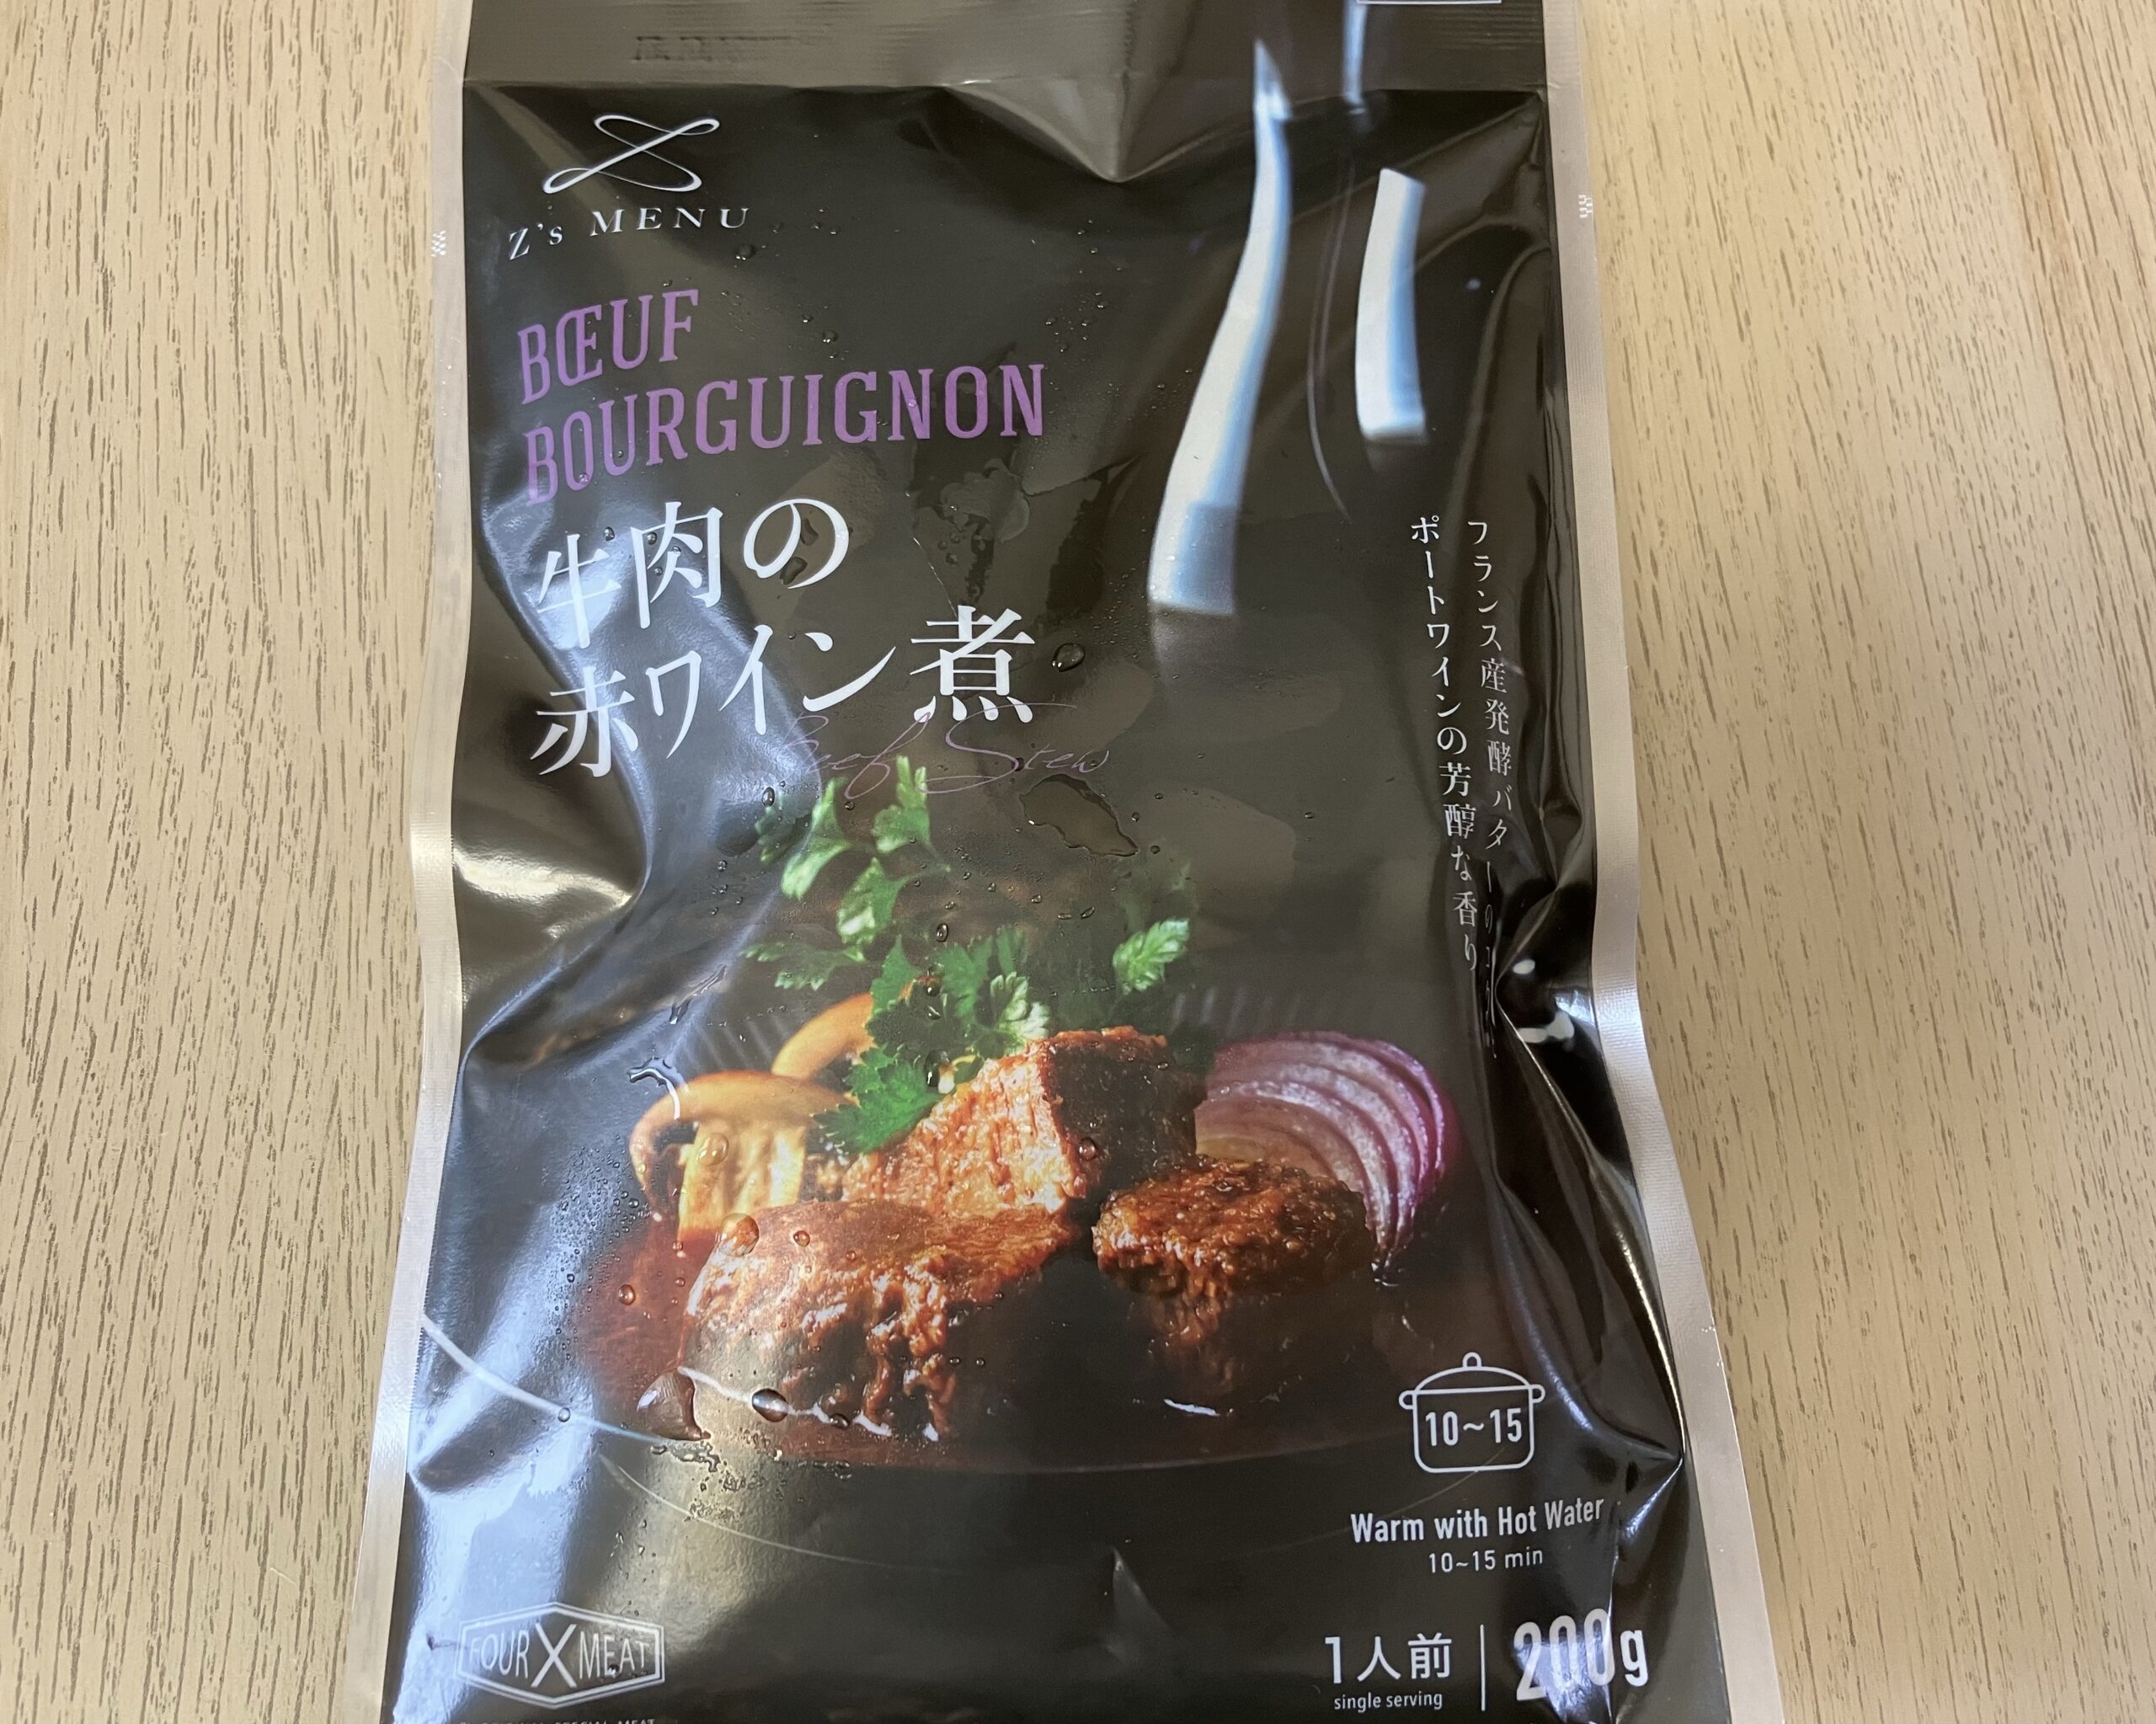 Z's MENU
BŒUF
BOURGUIGNON
牛肉の
赤ワイン煮
Beef Stew
フランス産発酵バターの
ポートワインの芳醇な香り
10~15
Warm with Hot Water
10~15 min
FOUR X MEAT
1人前
single serving
200g